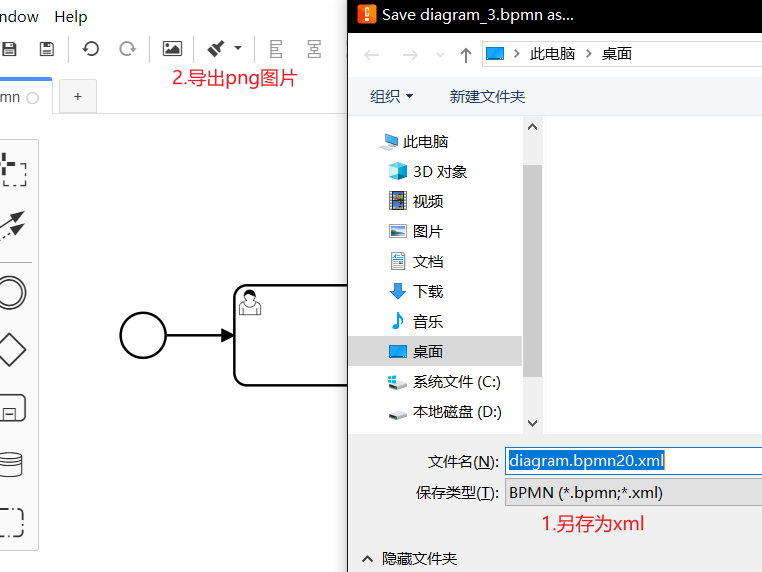 ndow Help
2.导出png图片
mn
+
Save diagram_3.bpmn as...
此电脑 > 桌面
组织
新建文件夹
此电脑
3D 对象
视频
图片
文档
下载
音乐
桌面
系统文件 (C:)
本地磁盘 (D:)
文件名(N): diagram.bpmn20.xml
保存类型(T): BPMN (*.bpmn;*.xml)
1.另存为xml
隐藏文件夹